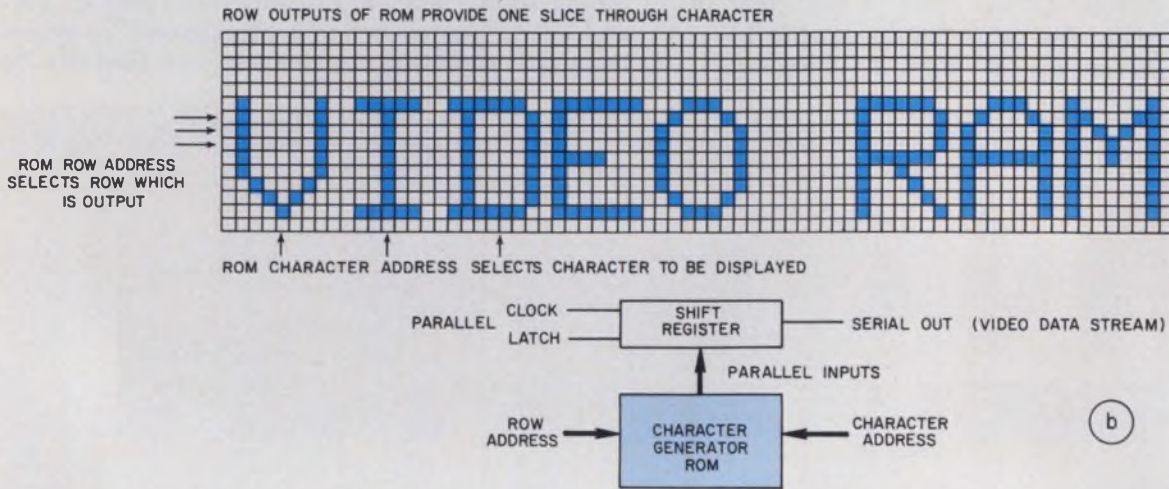 ROW OUTPUTS OF ROM PROVIDE ONE SLICE THROUGH CHARACTER
VIDEO RAM
ROM ROW ADDRESS
SELECTS ROW WHICH
IS OUTPUT
ROM CHARACTER ADDRESS SELECTS CHARACTER TO BE DISPLAYED
PARALLEL
CLOCK
LATCH
SHIFT
REGISTER
SERIAL OUT (VIDEO DATA STREAM)
PARALLEL INPUTS
ROW
ADDRESS
CHARACTER
GENERATOR
ROM
CHARACTER
ADDRESS
b